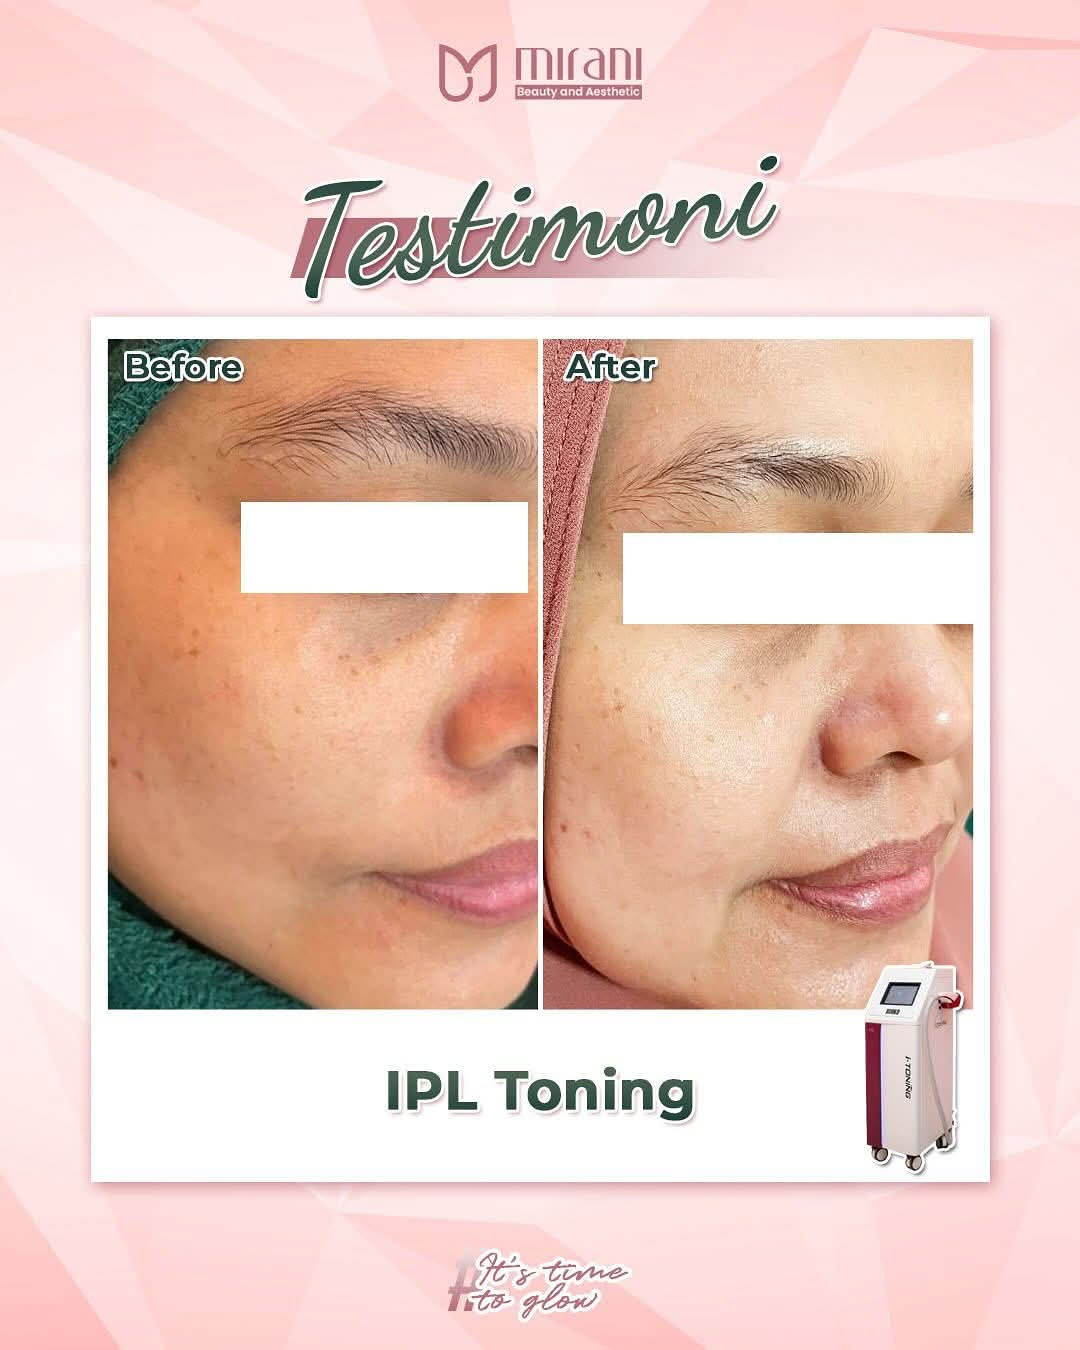 mirani
Beauty and Aesthetic
Testimoni
Before
After
IPL Toning
I-TONING
#It's time
to glow